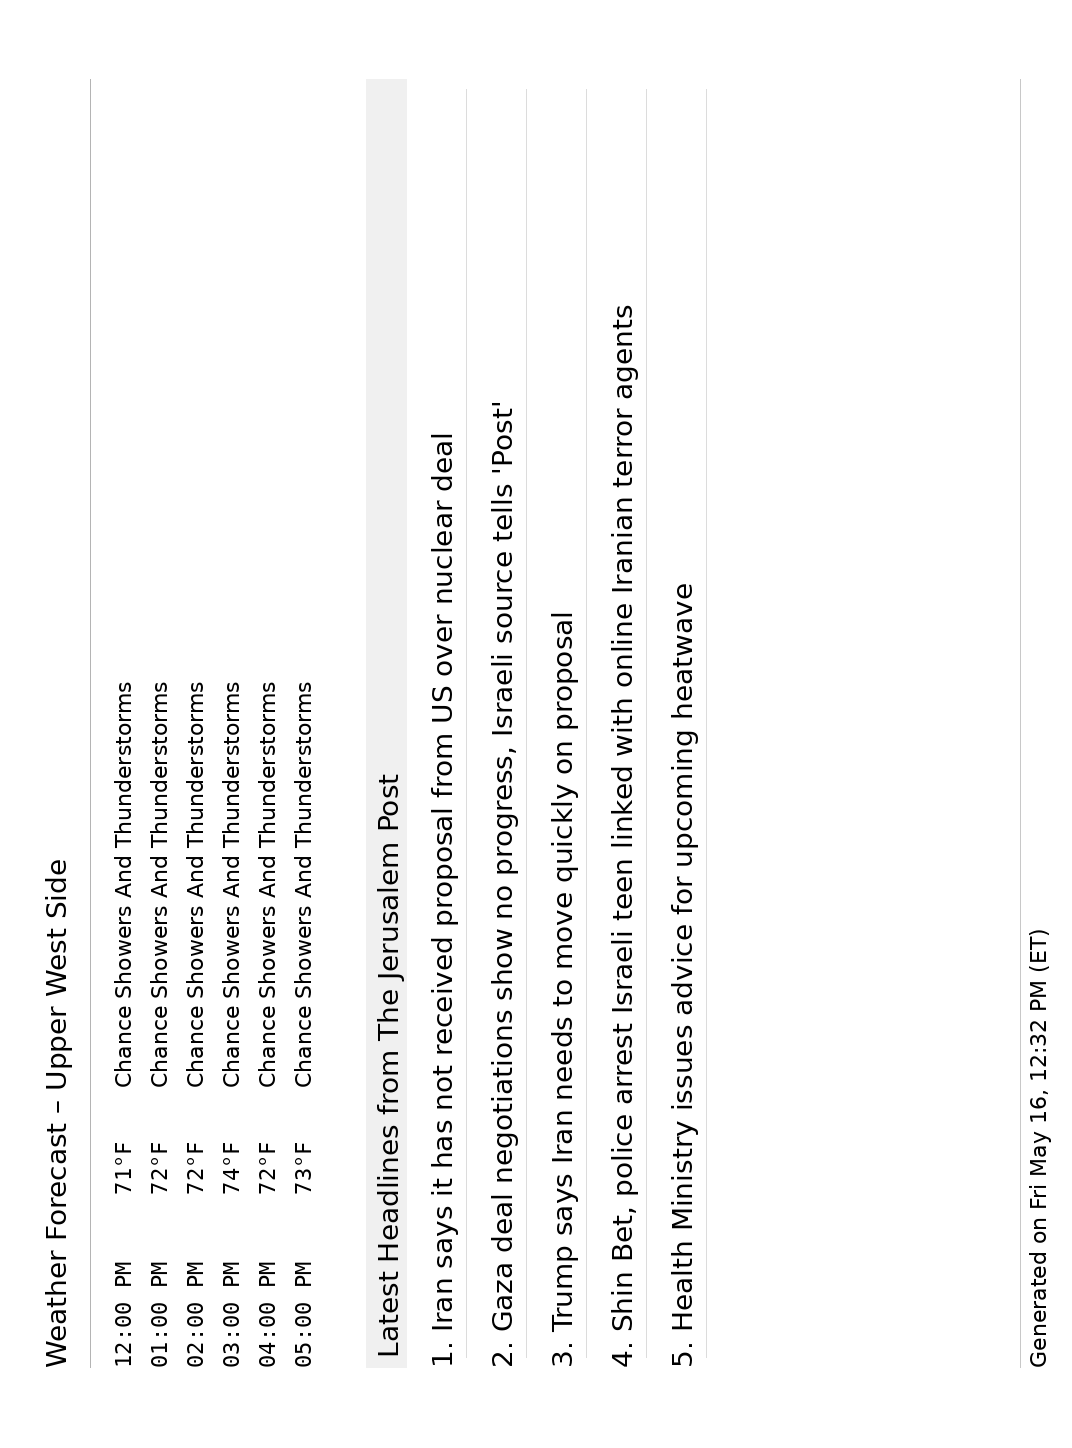 Weather Forecast – Upper West Side
12:00 PM 71°F Chance Showers And Thunderstorms
01:00 PM 72°F Chance Showers And Thunderstorms
02:00 PM 72°F Chance Showers And Thunderstorms
03:00 PM 74°F Chance Showers And Thunderstorms
04:00 PM 72°F Chance Showers And Thunderstorms
05:00 PM 73°F Chance Showers And Thunderstorms
Latest Headlines from The Jerusalem Post
1. Iran says it has not received proposal from US over nuclear deal
2. Gaza deal negotiations show no progress, Israeli source tells 'Post'
3. Trump says Iran needs to move quickly on proposal
4. Shin Bet, police arrest Israeli teen linked with online Iranian terror agents
5. Health Ministry issues advice for upcoming heatwave
Generated on Fri May 16, 12:32 PM (ET)